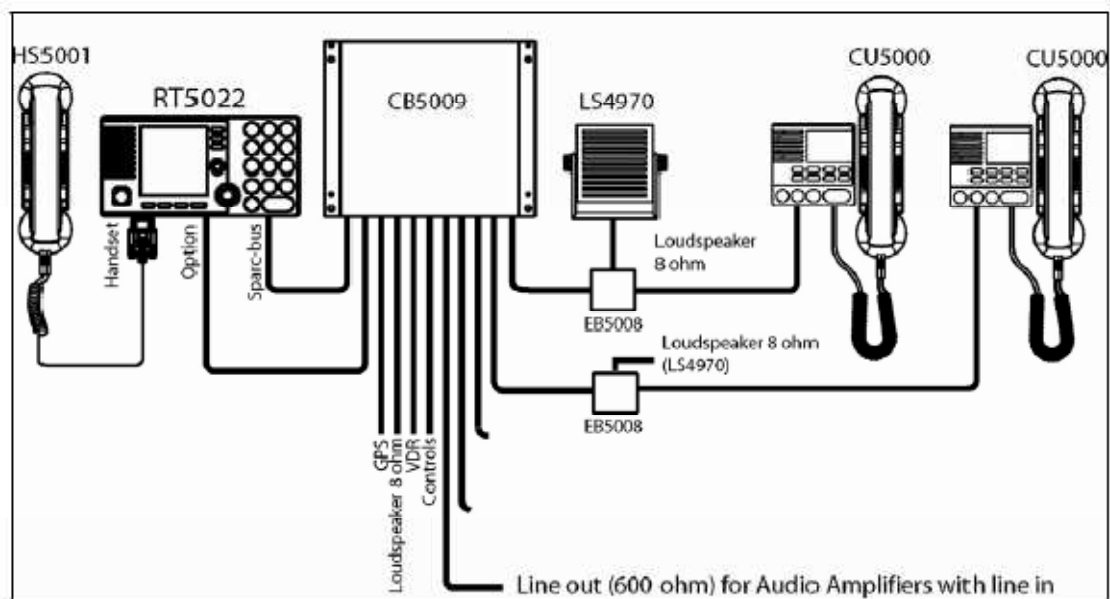 HS5001
RT5022
CB5009
LS4970
CU5000
CU5000
Handset
Option
Sparc-bus
Loudspeaker
8 ohm
EB5008
Loudspeaker 8 ohm
(LS4970)
EB5008
GPS
Loudspeaker 8 ohm
VDR
Controls
Line out (600 ohm) for Audio Amplifiers with line in